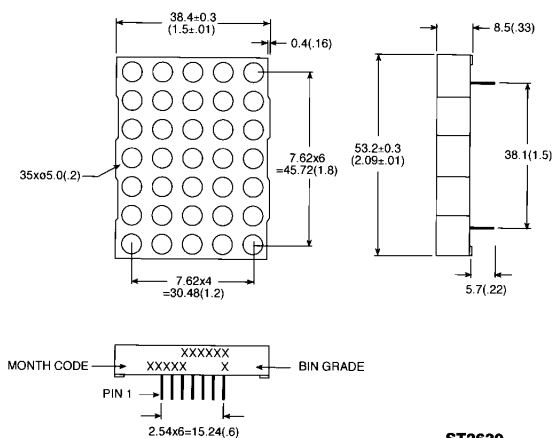 38.4±0.3
(1.5±.01)
0.4(.16)
8.5(.33)
35xø5.0(.2)
7.62x6
=45.72(1.8)
53.2±0.3
(2.09±.01)
38.1(1.5)
7.62x4
=30.48(1.2)
5.7(.22)
XXXXXX
MONTH CODE
XXXXX
X
BIN GRADE
PIN 1
2.54x6=15.24(.6)